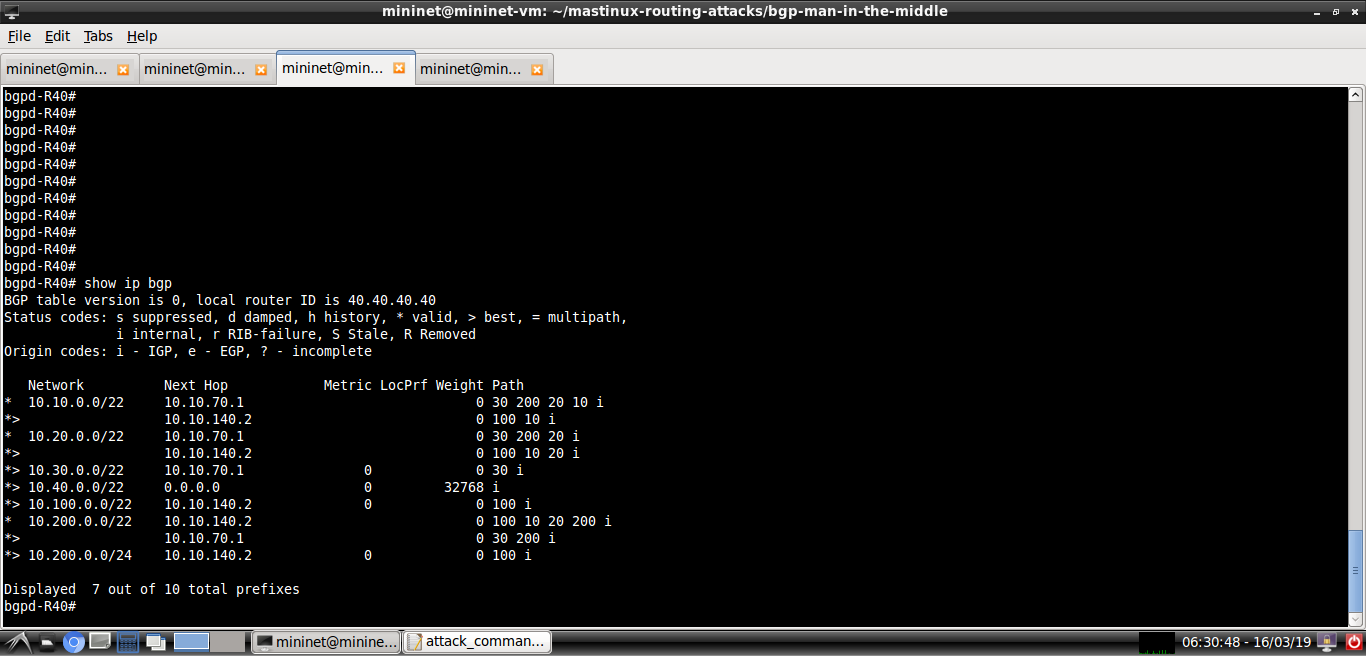 mininet@mininet-vm: ~/mastinux-routing-attacks/bgp-man-in-the-middle
File Edit Tabs Help
mininet@min... mininet@min... mininet@min... mininet@min...
bgpd-R40#
bgpd-R40#
bgpd-R40#
bgpd-R40#
bgpd-R40#
bgpd-R40#
bgpd-R40#
bgpd-R40#
bgpd-R40#
bgpd-R40#
bgpd-R40#
bgpd-R40# show ip bgp
BGP table version is 0, local router ID is 40.40.40.40
Status codes: s suppressed, d damped, h history, * valid, > best, = multipath,
              i internal, r RIB-failure, S Stale, R Removed
Origin codes: i - IGP, e - EGP, ? - incomplete
   Network          Next Hop            Metric LocPrf Weight Path
*  10.10.0.0/22     10.10.70.1                             0 30 200 20 10 i
*>                  10.10.140.2                            0 100 10 i
*  10.20.0.0/22     10.10.70.1                             0 30 200 20 i
*>                  10.10.140.2                            0 100 10 20 i
*> 10.30.0.0/22     10.10.70.1               0             0 30 i
*> 10.40.0.0/22     0.0.0.0                  0         32768 i
*> 10.100.0.0/22    10.10.140.2              0             0 100 i
*  10.200.0.0/22    10.10.140.2                            0 100 10 20 200 i
*>                  10.10.70.1                             0 30 200 i
*> 10.200.0.0/24    10.10.140.2              0             0 100 i
Displayed  7 out of 10 total prefixes
bgpd-R40#
mininet@minine... attack_comman... 06:30:48 - 16/03/19